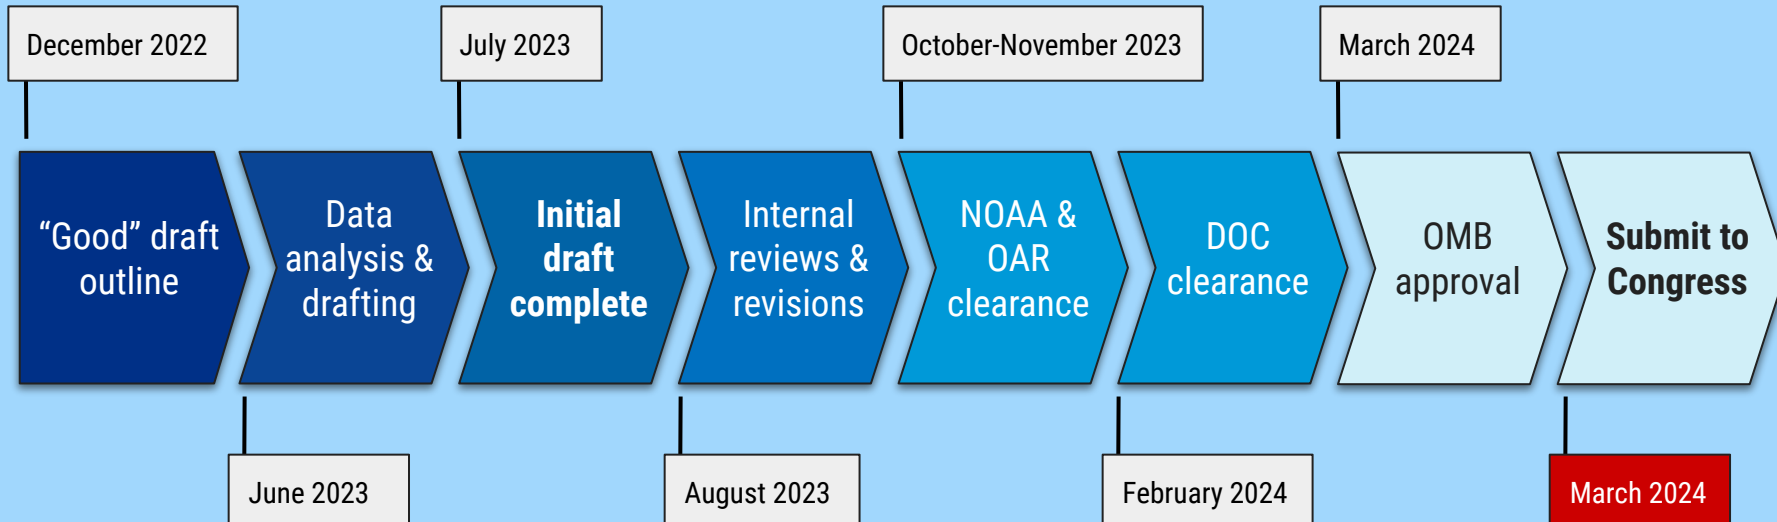 December 2022
July 2023
October-November 2023
March 2024
“Good” draft
outline
Data
analysis &
drafting
Initial
draft
complete
Internal
reviews &
revisions
NOAA &
OAR
clearance
DOC
clearance
OMB
approval
Submit to
Congress
June 2023
August 2023
February 2024
March 2024